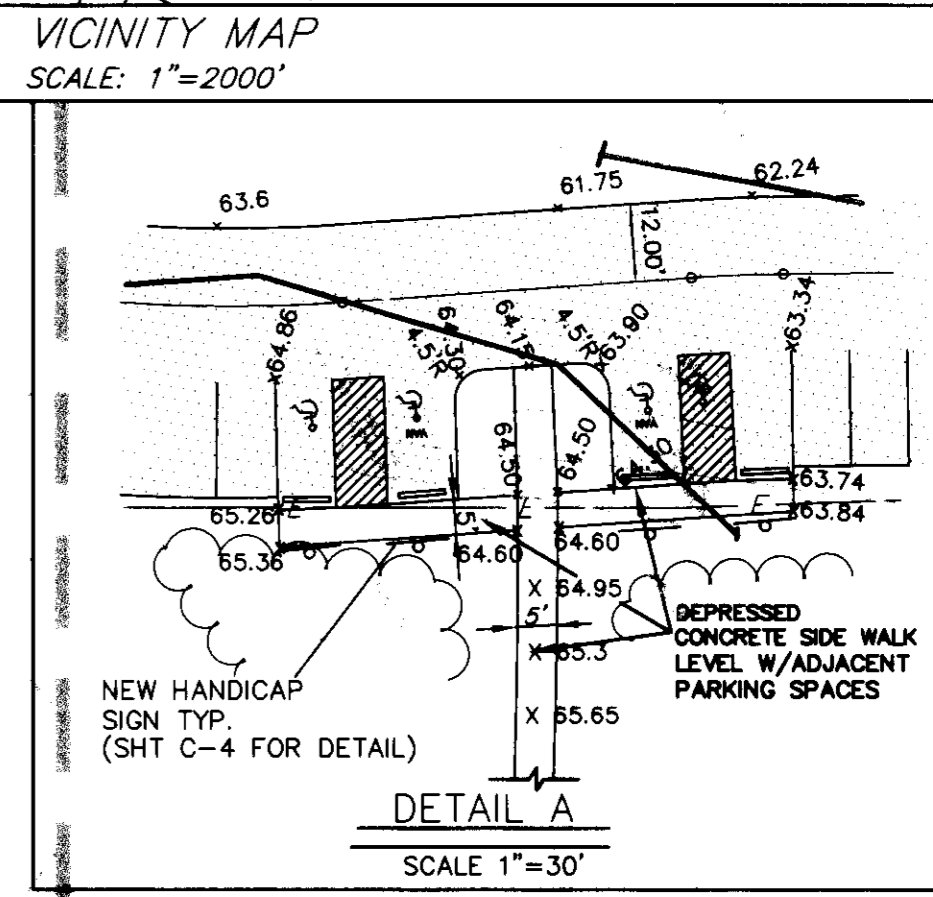 VICINITY MAP
SCALE: 1"=2000'
63.6
61.75
62.24
12.00'
64.86
4.5'R
64.30
64.15
4.5'R
63.90
63.34
64.50
64.50
65.26
E
5'
E
E
63.74
63.84
65.36
64.60
64.60
X 64.95
5'
65.3
X 65.65
DEPRESSED
CONCRETE SIDE WALK
LEVEL W/ADJACENT
PARKING SPACES
NEW HANDICAP
SIGN TYP.
(SHT C-4 FOR DETAIL)
DETAIL A
SCALE 1"=30'